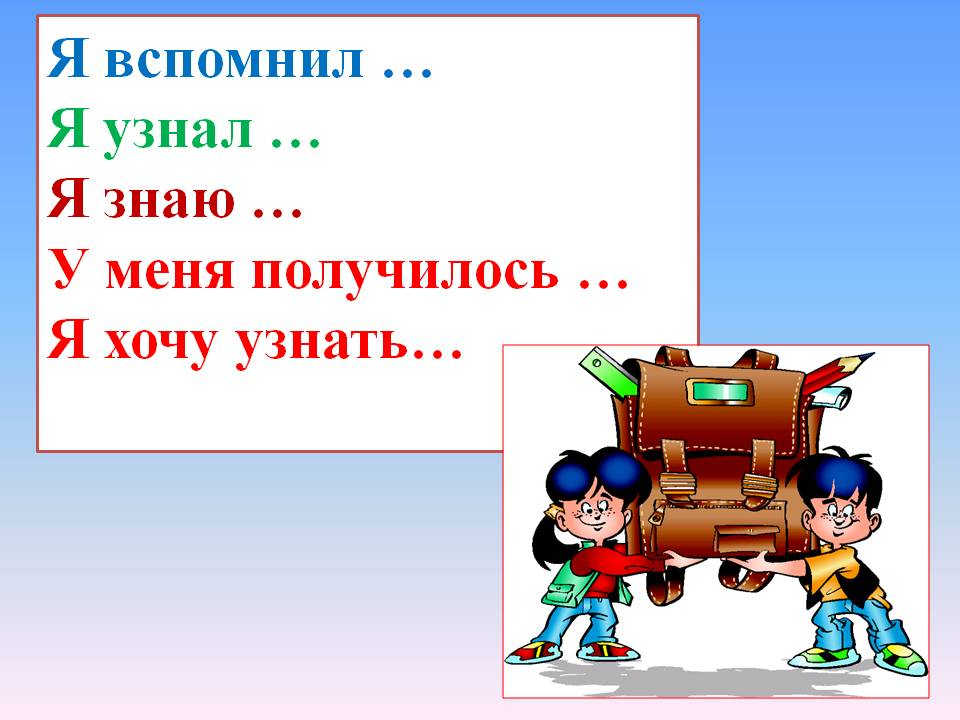 Я вспомнил …
Я узнал …
Я знаю …
У меня получилось …
Я хочу узнать…